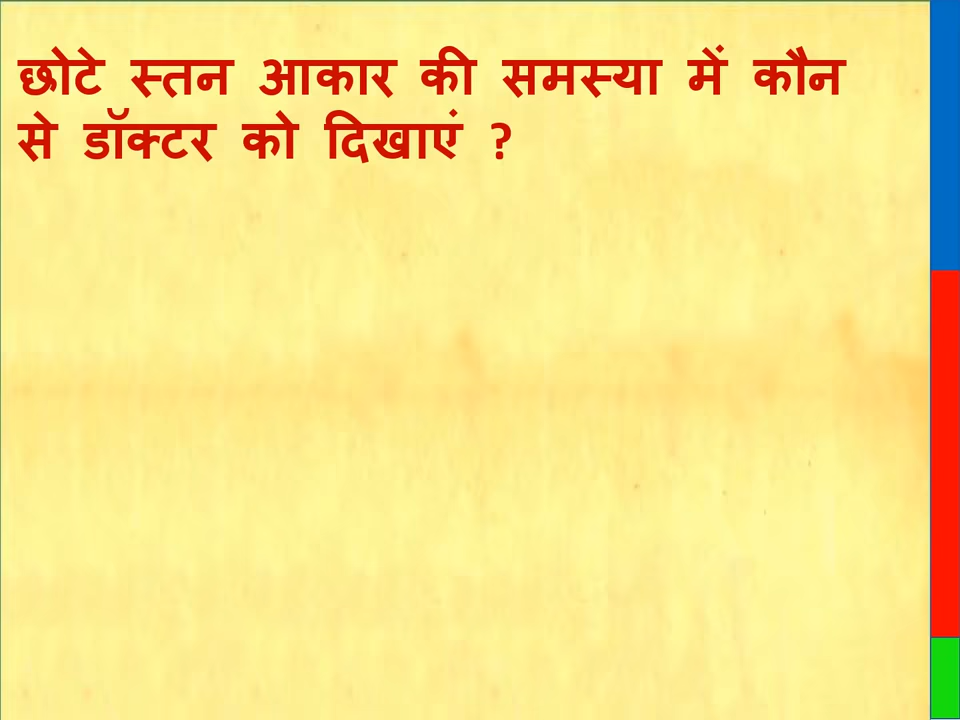 छोटे स्तन आकार की समस्या में कौन
से डॉक्टर को दिखाएं ?